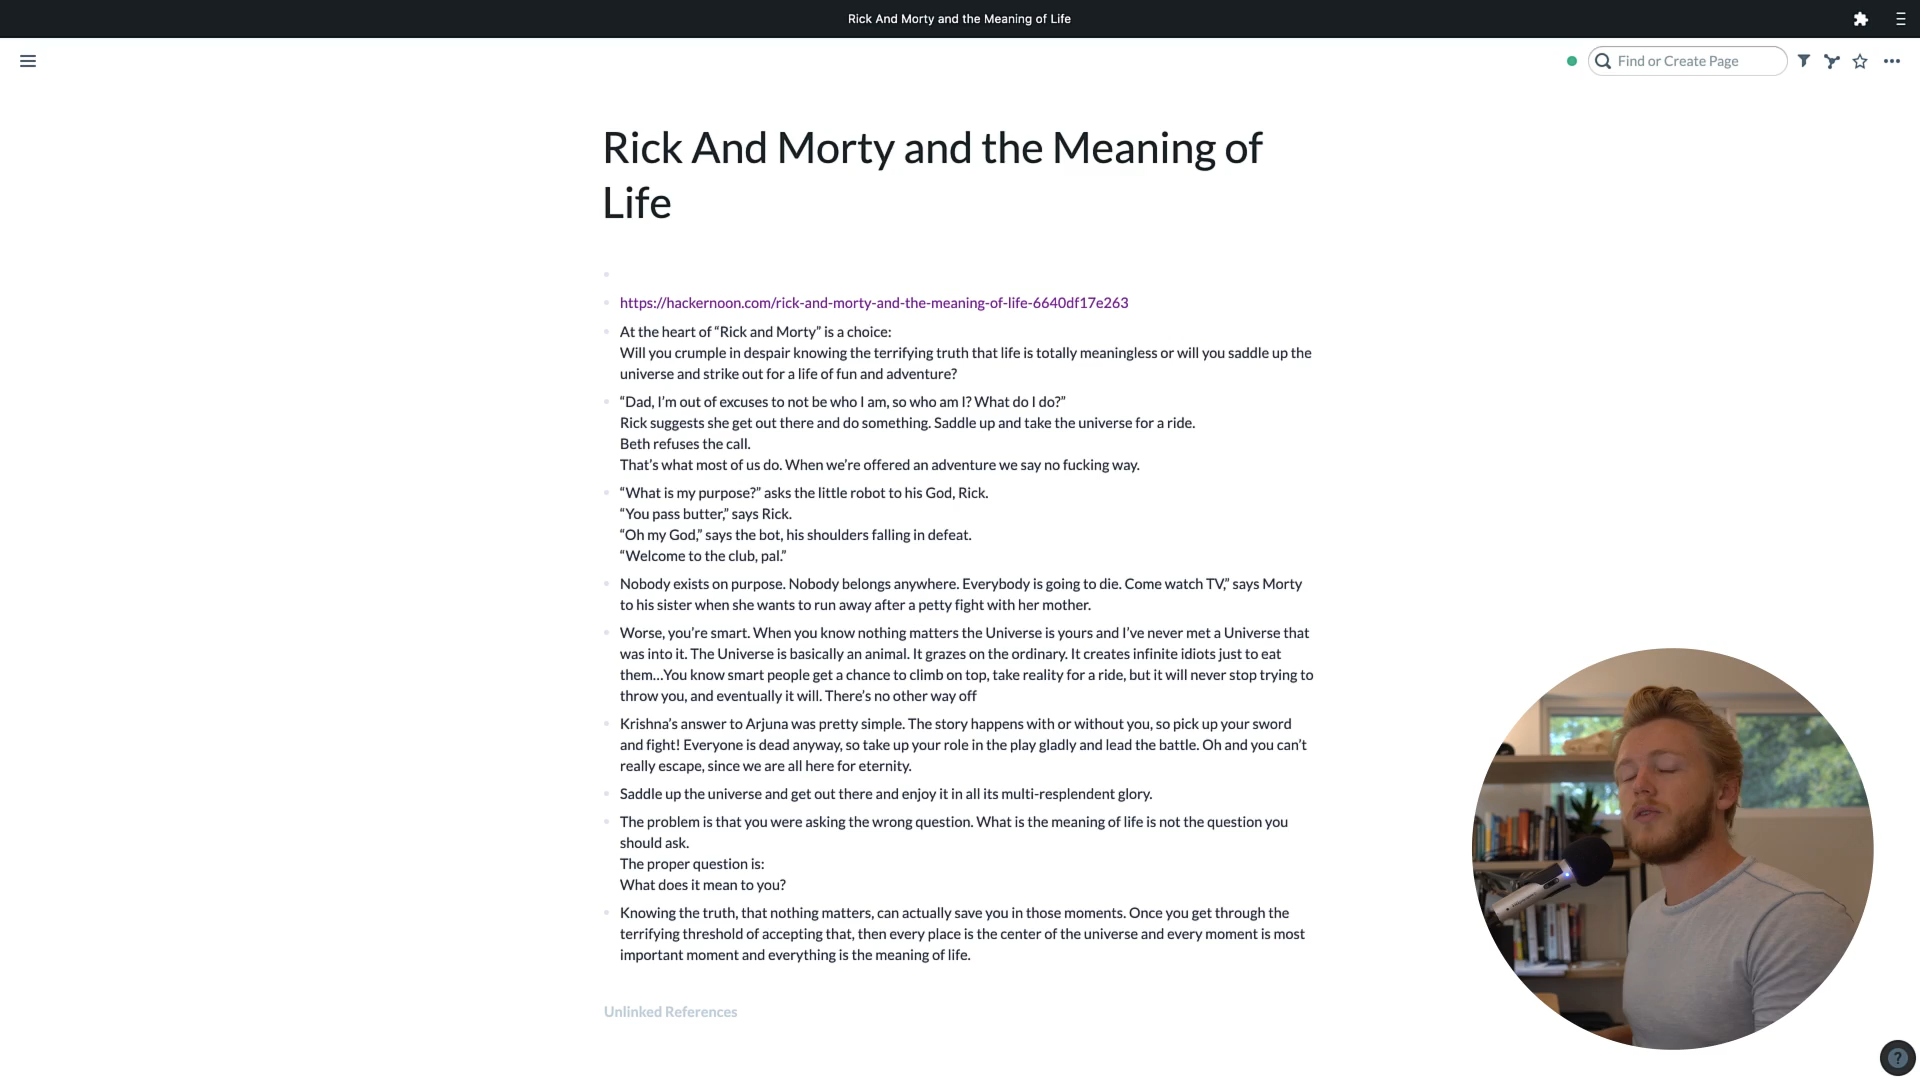 Rick And Morty and the Meaning of Life
Find or Create Page
Rick And Morty and the Meaning of
Life
https://hackernoon.com/rick-and-morty-and-the-meaning-of-life-6640df17e263
At the heart of “Rick and Morty” is a choice:
Will you crumple in despair knowing the terrifying truth that life is totally meaningless or will you saddle up the
universe and strike out for a life of fun and adventure?
“Dad, I’m out of excuses to not be who I am, so who am I? What do I do?”
Rick suggests she get out there and do something. Saddle up and take the universe for a ride.
Beth refuses the call.
That’s what most of us do. When we’re offered an adventure we say no fucking way.
“What is my purpose?” asks the little robot to his God, Rick.
“You pass butter,” says Rick.
“Oh my God,” says the bot, his shoulders falling in defeat.
“Welcome to the club, pal.”
Nobody exists on purpose. Nobody belongs anywhere. Everybody is going to die. Come watch TV,” says Morty
to his sister when she wants to run away after a petty fight with her mother.
Worse, you’re smart. When you know nothing matters the Universe is yours and I’ve never met a Universe that
was into it. The Universe is basically an animal. It grazes on the ordinary. It creates infinite idiots just to eat
them…You know smart people get a chance to climb on top, take reality for a ride, but it will never stop trying to
throw you, and eventually it will. There’s no other way off
Krishna’s answer to Arjuna was pretty simple. The story happens with or without you, so pick up your sword
and fight! Everyone is dead anyway, so take up your role in the play gladly and lead the battle. Oh and you can’t
really escape, since we are all here for eternity.
Saddle up the universe and get out there and enjoy it in all its multi-resplendent glory.
The problem is that you were asking the wrong question. What is the meaning of life is not the question you
should ask.
The proper question is:
What does it mean to you?
Knowing the truth, that nothing matters, can actually save you in those moments. Once you get through the
terrifying threshold of accepting that, then every place is the center of the universe and every moment is most
important moment and everything is the meaning of life.
Unlinked References
?